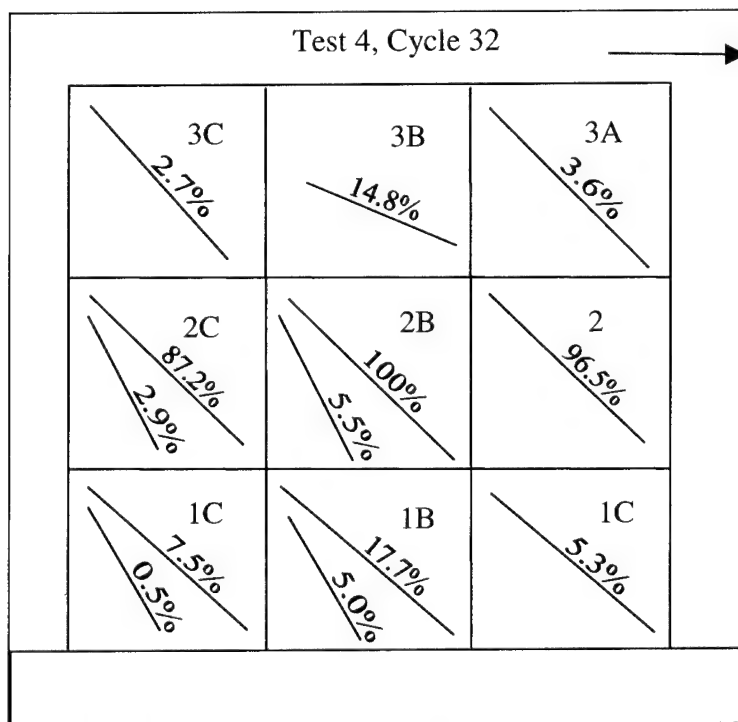 Test 4, Cycle 32
3C
2.7%
3B
14.8%
3A
3.6%
2C
87.2%
2.9%
2B
100%
5.5%
2
96.5%
1C
7.5%
0.5%
1B
17.7%
5.0%
1C
5.3%